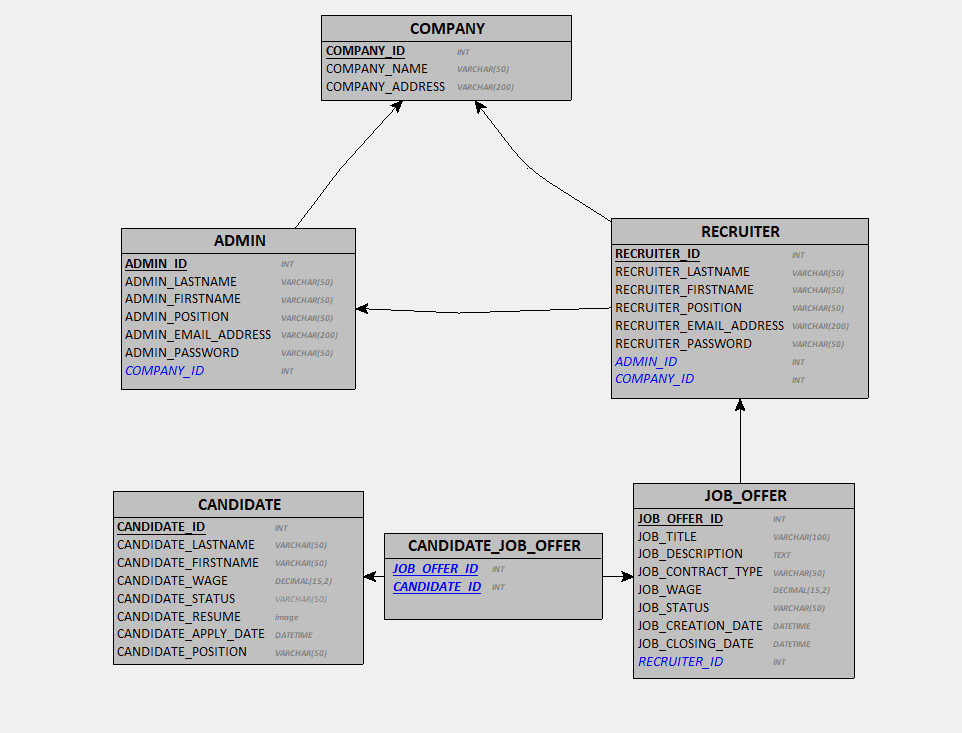 COMPANY
COMPANY_ID INT
COMPANY_NAME VARCHAR(50)
COMPANY_ADDRESS VARCHAR(200)
ADMIN
ADMIN_ID INT
ADMIN_LASTNAME VARCHAR(50)
ADMIN_FIRSTNAME VARCHAR(50)
ADMIN_POSITION VARCHAR(50)
ADMIN_EMAIL_ADDRESS VARCHAR(200)
ADMIN_PASSWORD VARCHAR(50)
COMPANY_ID INT
RECRUITER
RECRUITER_ID INT
RECRUITER_LASTNAME VARCHAR(50)
RECRUITER_FIRSTNAME VARCHAR(50)
RECRUITER_POSITION VARCHAR(50)
RECRUITER_EMAIL_ADDRESS VARCHAR(200)
RECRUITER_PASSWORD VARCHAR(50)
ADMIN_ID INT
COMPANY_ID INT
CANDIDATE
CANDIDATE_ID INT
CANDIDATE_LASTNAME VARCHAR(50)
CANDIDATE_FIRSTNAME VARCHAR(50)
CANDIDATE_WAGE DECIMAL(15,2)
CANDIDATE_STATUS VARCHAR(50)
CANDIDATE_RESUME image
CANDIDATE_APPLY_DATE DATETIME
CANDIDATE_POSITION VARCHAR(50)
CANDIDATE_JOB_OFFER
JOB_OFFER_ID INT
CANDIDATE_ID INT
JOB_OFFER
JOB_OFFER_ID INT
JOB_TITLE VARCHAR(100)
JOB_DESCRIPTION TEXT
JOB_CONTRACT_TYPE VARCHAR(50)
JOB_WAGE DECIMAL(15,2)
JOB_STATUS VARCHAR(50)
JOB_CREATION_DATE DATETIME
JOB_CLOSING_DATE DATETIME
RECRUITER_ID INT